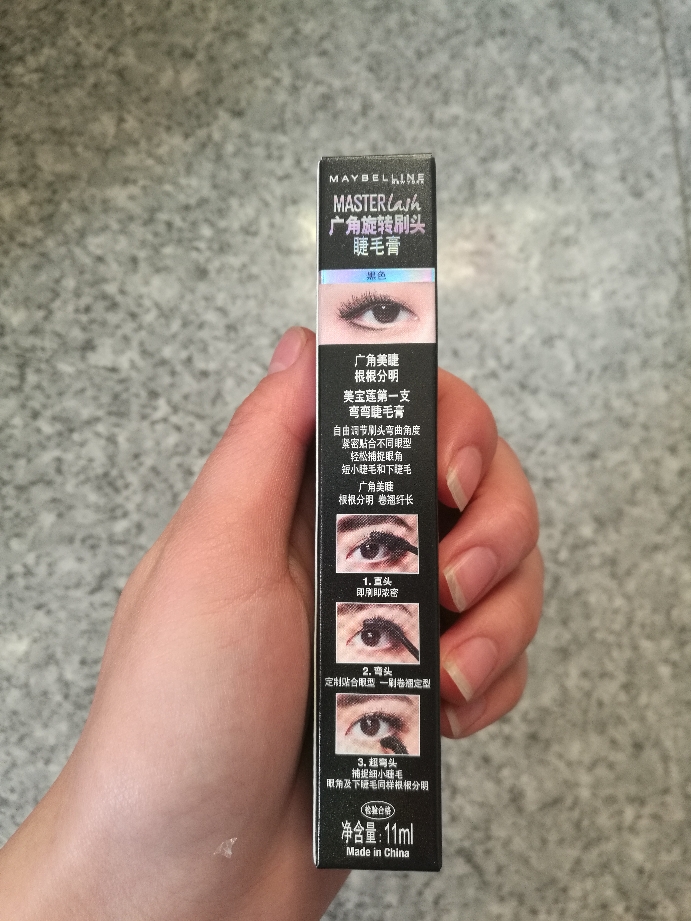 MAYBELLINE
NEW YORK
MASTER Lash
广角旋转刷头
睫毛膏
黑色
广角美睫
根根分明
美宝莲第一支
弯弯睫毛膏
自由调节刷头弯曲角度
紧密贴合不同眼型
轻松捕捉眼角
短小睫毛和下睫毛
广角美睫
根根分明 卷翘纤长
1. 直头
即刷即浓密
2. 弯头
定制贴合眼型 一刷卷翘定型
3. 超弯头
捕捉细小睫毛
眼角及下睫毛同样根根分明
检验合格
净含量:11ml
Made in China